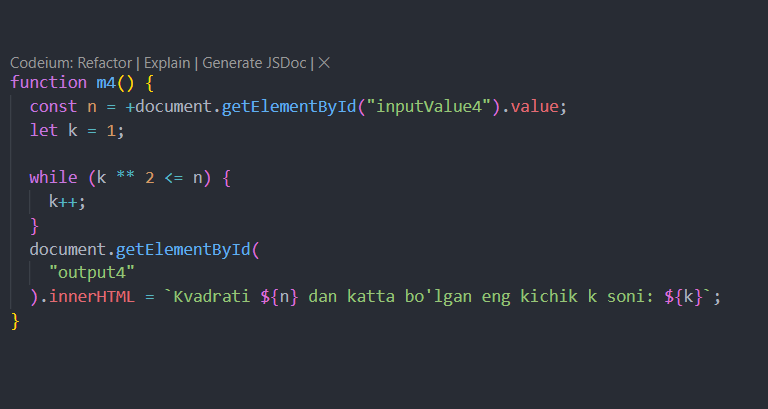 Codeium: Refactor | Explain | Generate JSDoc | ×
function m4() {
  const n = +document.getElementById("inputValue4").value;
  let k = 1;
  while (k ** 2 <= n) {
    k++;
  }
  document.getElementById(
    "output4"
  ).innerHTML = `Kvadrati ${n} dan katta bo'lgan eng kichik k soni: ${k}`;
}